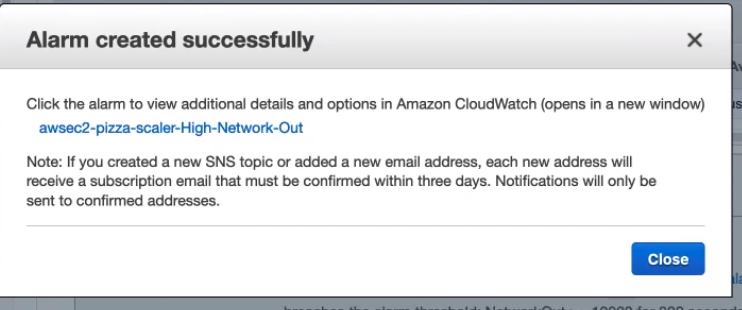 Alarm created successfully
Click the alarm to view additional details and options in Amazon CloudWatch (opens in a new window)
awsec2-pizza-scaler-High-Network-Out
Note: If you created a new SNS topic or added a new email address, each new address will
receive a subscription email that must be confirmed within three days. Notifications will only be
sent to confirmed addresses.
Close